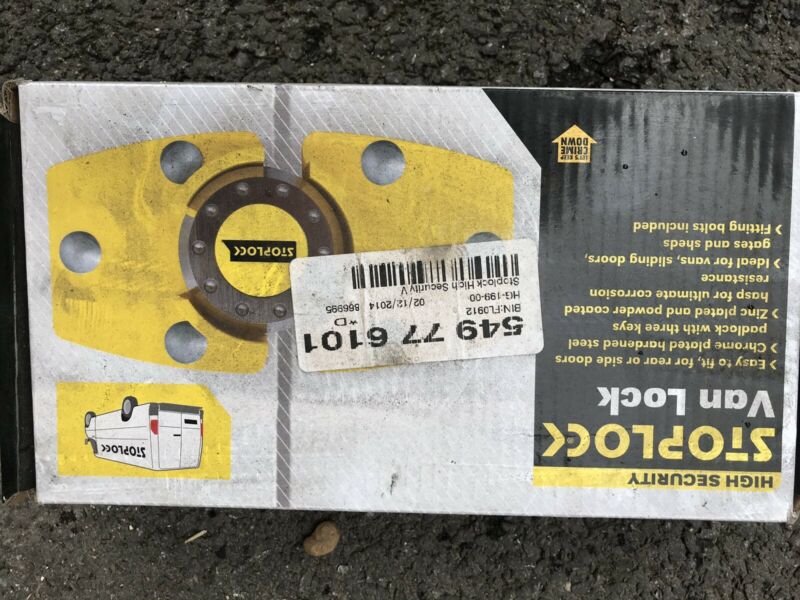 HIGH SECURITY
STOPLOCK
Van Lock
> Easy to fit, for rear or side doors
> Chrome plated hardened steel
padlock with three keys
> Zinc plated and powder coated
hasp for ultimate corrosion
resistance
> Ideal for vans, sliding doors,
gates and sheds
> Fitting bolts included
LET'S KEEP
CRIME
DOWN
STOPLOCK
549 77 6101
BIN:FL0912 *D
HG-199-00 02/12/2014 866995
Stoplock High Security V
STOPLOCK